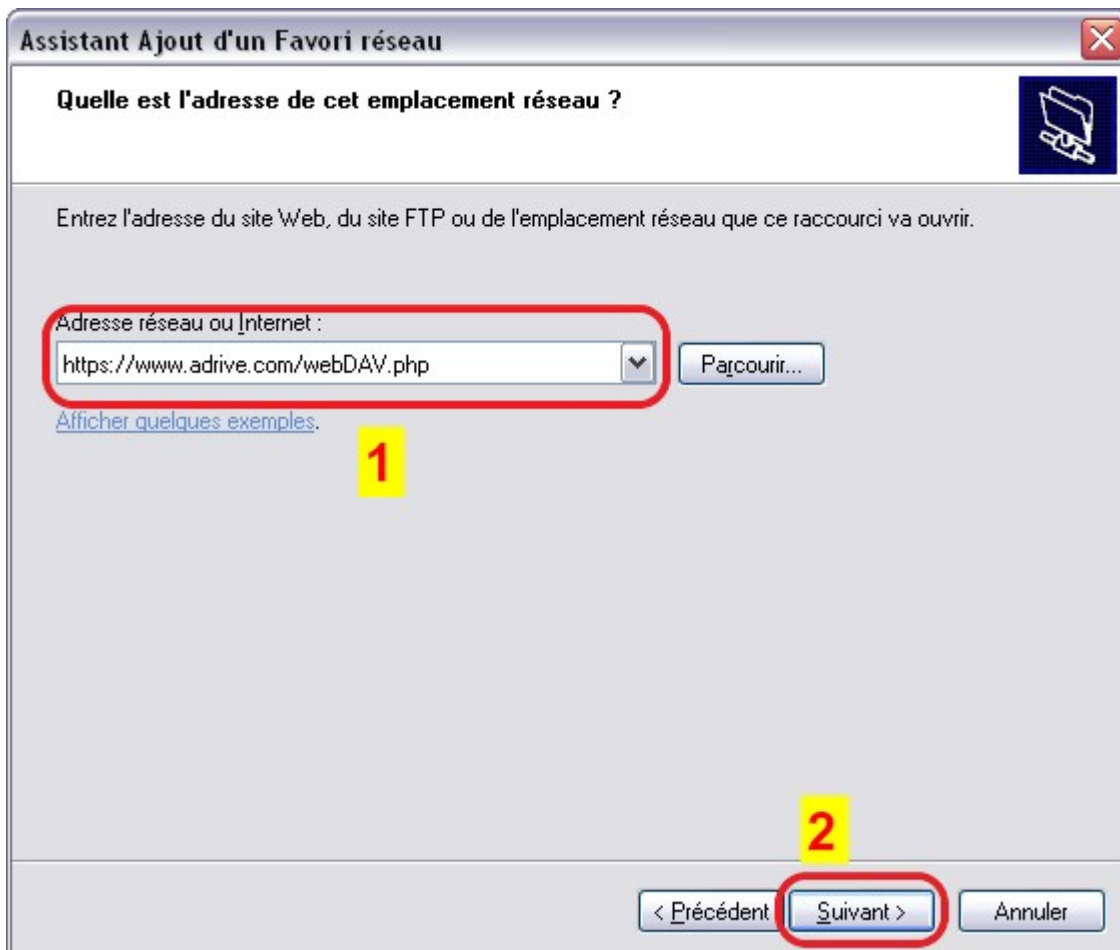 Assistant Ajout d'un Favori réseau
Quelle est l'adresse de cet emplacement réseau ?
Entrez l'adresse du site Web, du site FTP ou de l'emplacement réseau que ce raccourci va ouvrir.
Adresse réseau ou Internet :
https://www.adrive.com/webDAV.php
Parcourir...
Afficher quelques exemples.
1
2
< Précédent
Suivant >
Annuler